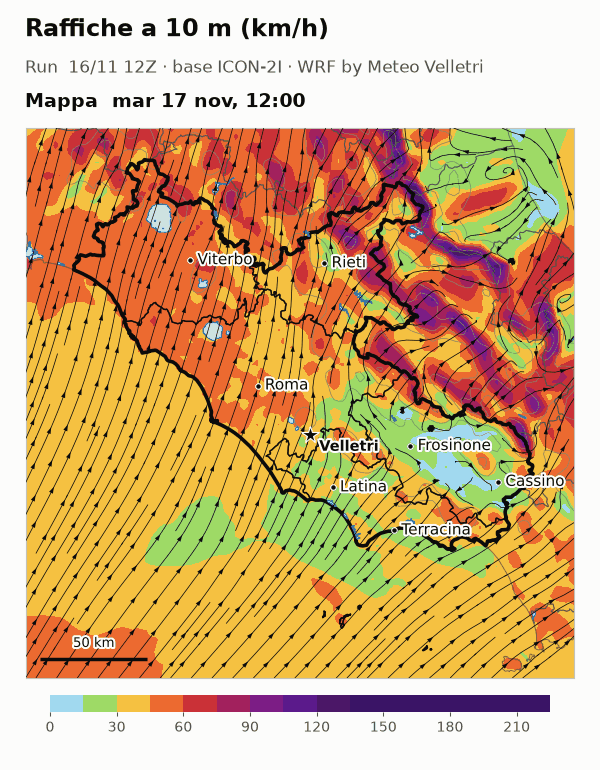 Raffiche a 10 m (km/h)
Run 16/11 12Z · base ICON-2I · WRF by Meteo Velletri
Mappa mar 17 nov, 12:00
Viterbo
Rieti
Roma
Velletri
Frosinone
Latina
Cassino
Terracina
50 km
0 30 60 90 120 150 180 210